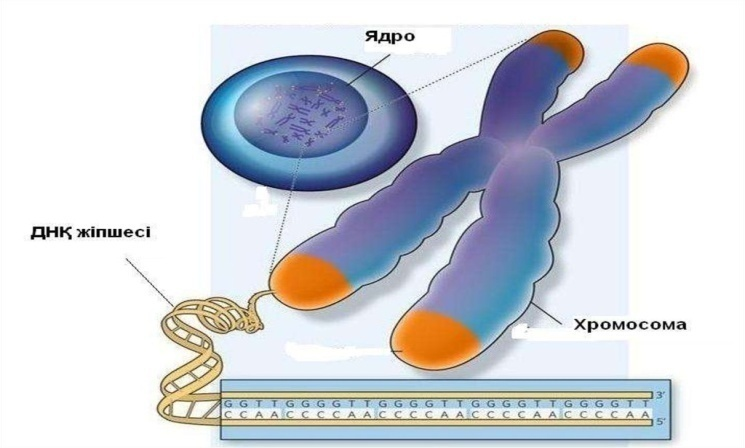 Ядро
ДНҚ жіпшесі
Хромосома
3'
GGTTGGGGTTGGGGTTGGGGTTGGGGTT
CCAACCCCAACCCCAACCCCAACCCCAA
5'